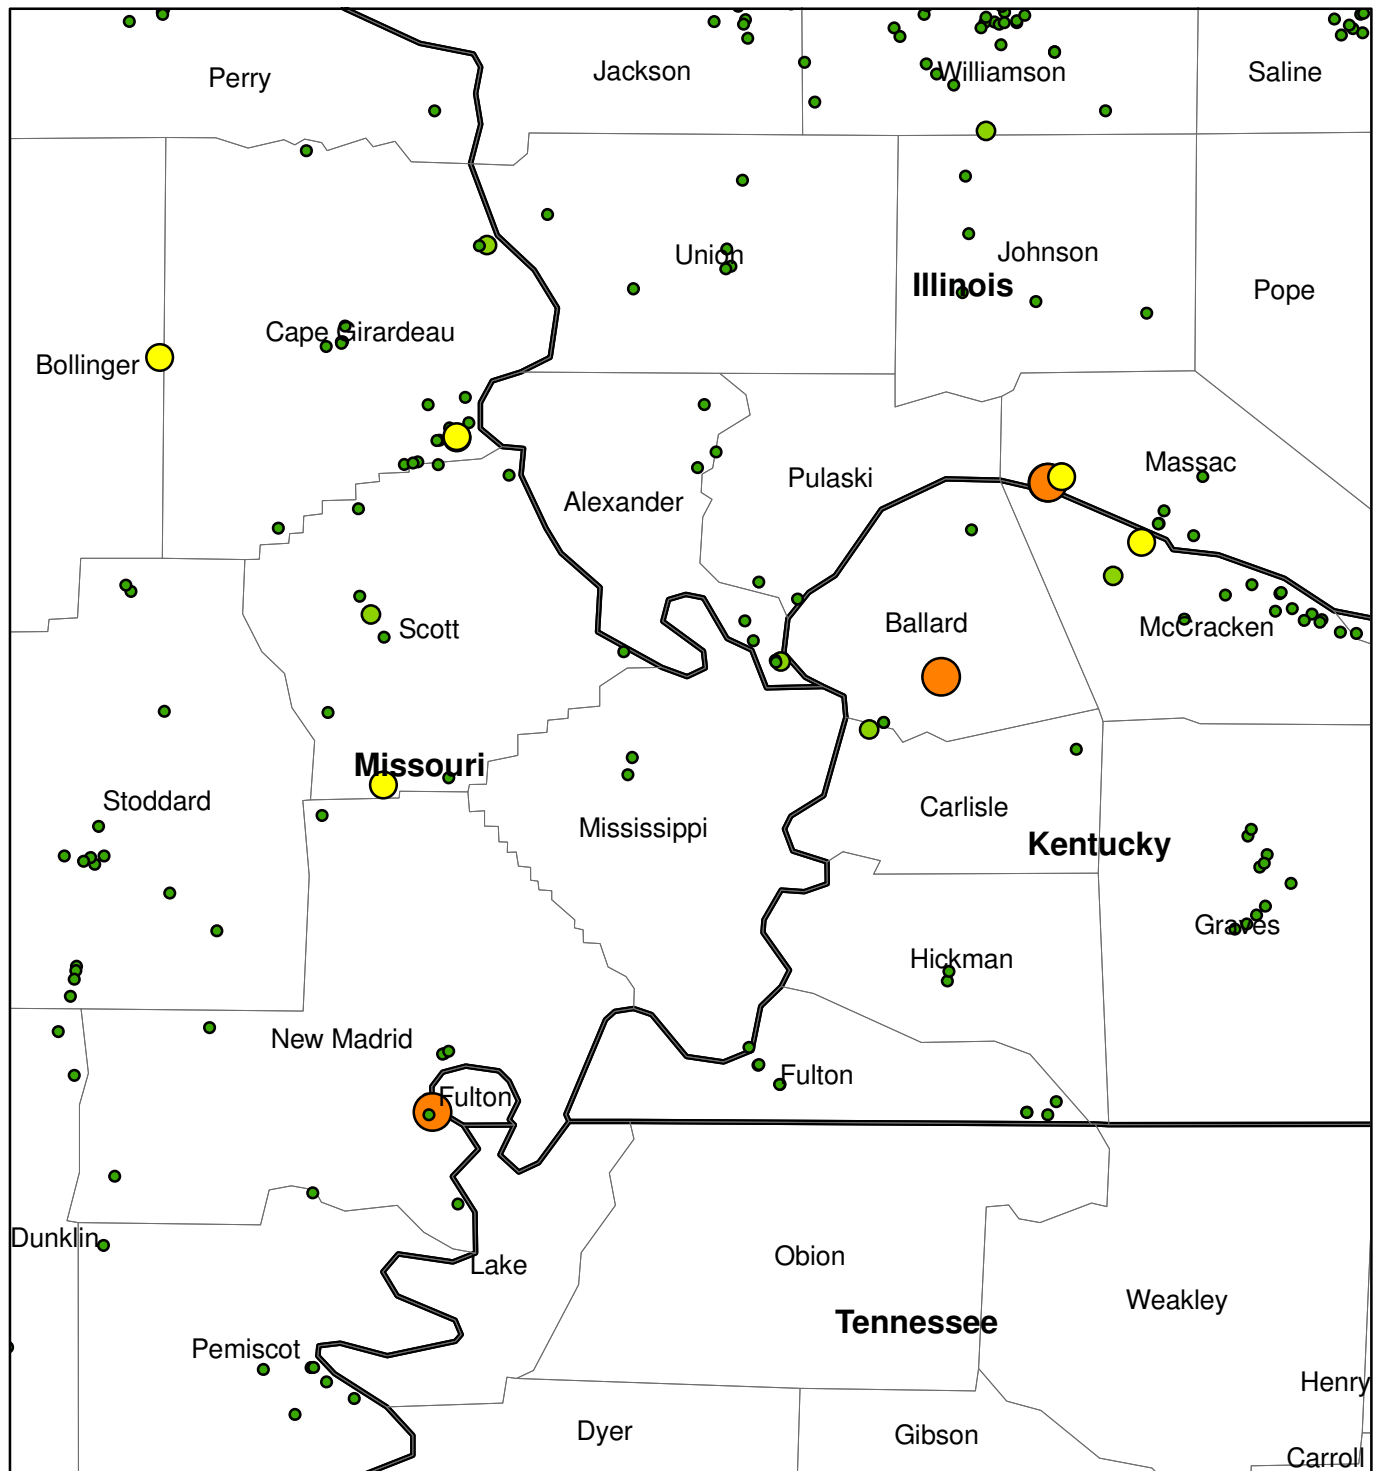 Perry
Jackson
Williamson
Saline
Union
Johnson
Illinois
Pope
Cape Girardeau
Bollinger
Massac
Pulaski
Alexander
Ballard
McCracken
Scott
Missouri
Stoddard
Carlisle
Mississippi
Kentucky
Graves
Hickman
New Madrid
Fulton
Fulton
Dunklin
Obion
Lake
Weakley
Tennessee
Pemiscot
Henry
Dyer
Gibson
Carroll